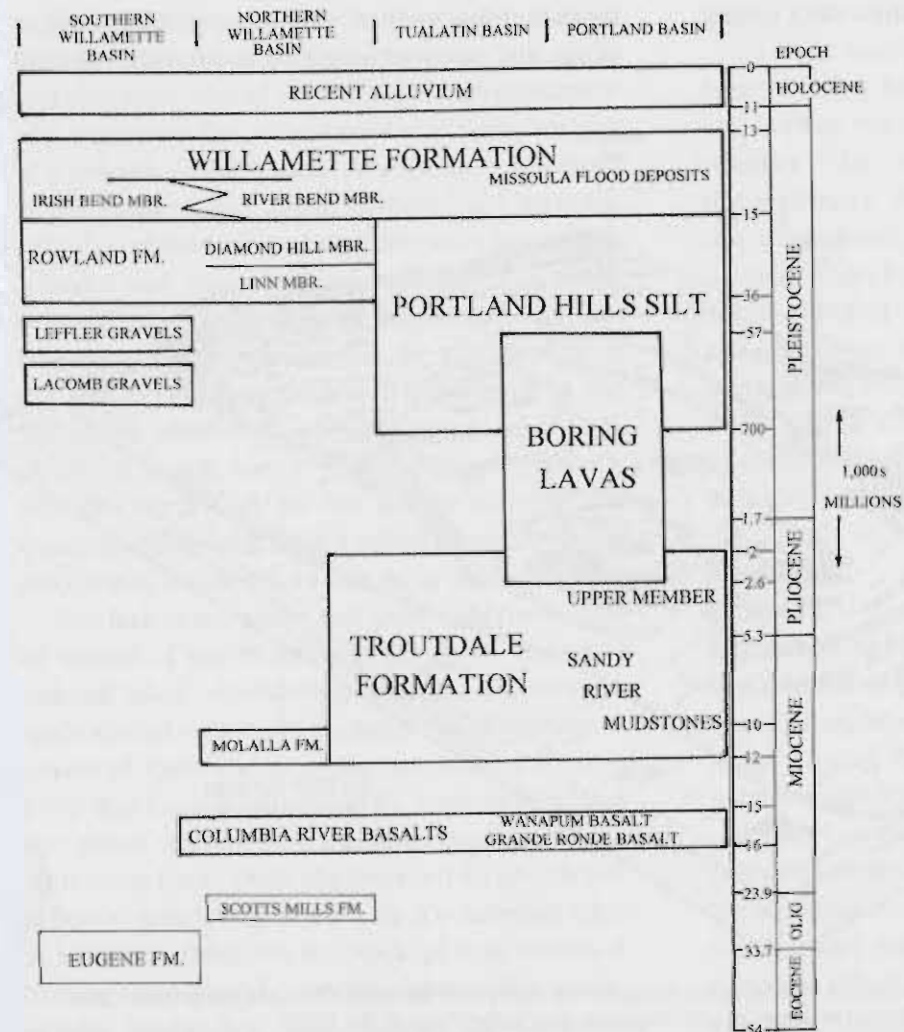 SOUTHERN
WILLAMETTE
BASIN
NORTHERN
WILLAMETTE
BASIN
TUALATIN BASIN
PORTLAND BASIN
EPOCH
0
HOLOCENE
RECENT ALLUVIUM
11
13
WILLAMETTE FORMATION
MISSOULA FLOOD DEPOSITS
IRISH BEND MBR.
RIVER BEND MBR.
15
ROWLAND FM.
DIAMOND HILL MBR.
LINN MBR.
PORTLAND HILLS SILT
36
PLEISTOCENE
LEFFLER GRAVELS
57
LACOMB GRAVELS
700
BORING
LAVAS
1,000s
MILLIONS
1.7
2
PLIOCENE
2.6
UPPER MEMBER
5.3
TROUTDALE
FORMATION
SANDY
RIVER
MUDSTONES
10
MIOCENE
MOLALLA FM.
12
15
COLUMBIA RIVER BASALTS
WANAPUM BASALT
GRANDE RONDE BASALT
16
23.9
SCOTTS MILLS FM.
OLIG
33.7
EUGENE FM.
EOCENE
54